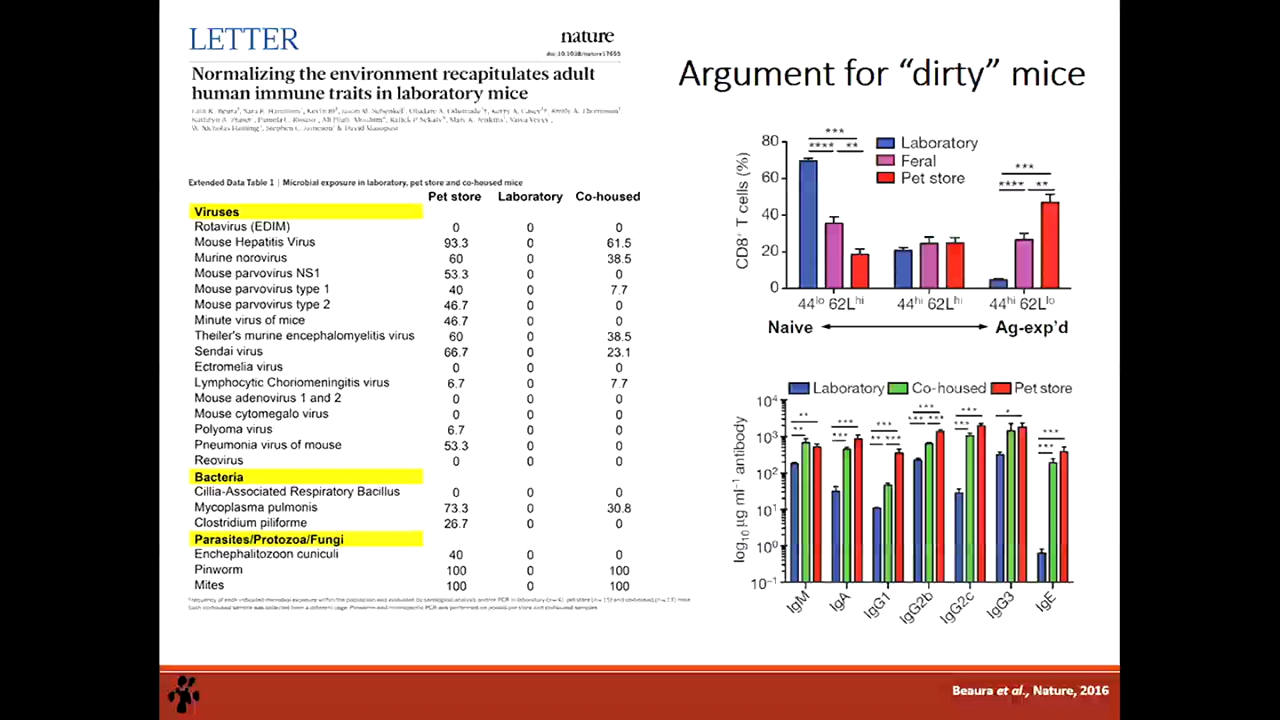 LETTER
nature
Normalizing the environment recapitulates adult
human immune traits in laboratory mice
Argument for “dirty” mice
Extended Data Table 1 | Microbial exposure in laboratory, pet store and co-housed mice
Pet store Laboratory Co-housed
Viruses
Rotavirus (EDIM) 0 0 0
Mouse Hepatitis Virus 93.3 0 61.5
Murine norovirus 60 0 38.5
Mouse parvovirus NS1 53.3 0 0
Mouse parvovirus type 1 40 0 7.7
Mouse parvovirus type 2 46.7 0 0
Minute virus of mice 46.7 0 0
Theiler's murine encephalomyelitis virus 60 0 38.5
Sendai virus 66.7 0 23.1
Ectromelia virus 0 0 0
Lymphocytic Choriomeningitis virus 6.7 0 7.7
Mouse adenovirus 1 and 2 0 0 0
Mouse cytomegalo virus 0 0 0
Polyoma virus 6.7 0 0
Pneumonia virus of mouse 53.3 0 0
Reovirus 0 0 0
Bacteria
Cillia-Associated Respiratory Bacillus 0 0 0
Mycoplasma pulmonis 73.3 0 30.8
Clostridium piliforme 26.7 0 0
Parasites/Protozoa/Fungi
Enchephalitozoon cuniculi 40 0 0
Pinworm 100 0 100
Mites 100 0 100
Laboratory
Feral
Pet store
CD8⁺ T cells (%)
80
60
40
20
0
*** **** **
*** **** **
44ˡᵒ 62Lʰⁱ 44ʰⁱ 62Lʰⁱ 44ʰⁱ 62Lˡᵒ
Naive Ag-exp’d
Laboratory Co-housed Pet store
log₁₀ µg ml⁻¹ antibody
10⁴
10³
10²
10¹
10⁰
10⁻¹
** **
*** ***
*** ** ***
*** *** ***
*** ***
*
*** ***
IgM IgA IgG1 IgG2b IgG2c IgG3 IgE
Beaura et al., Nature, 2016